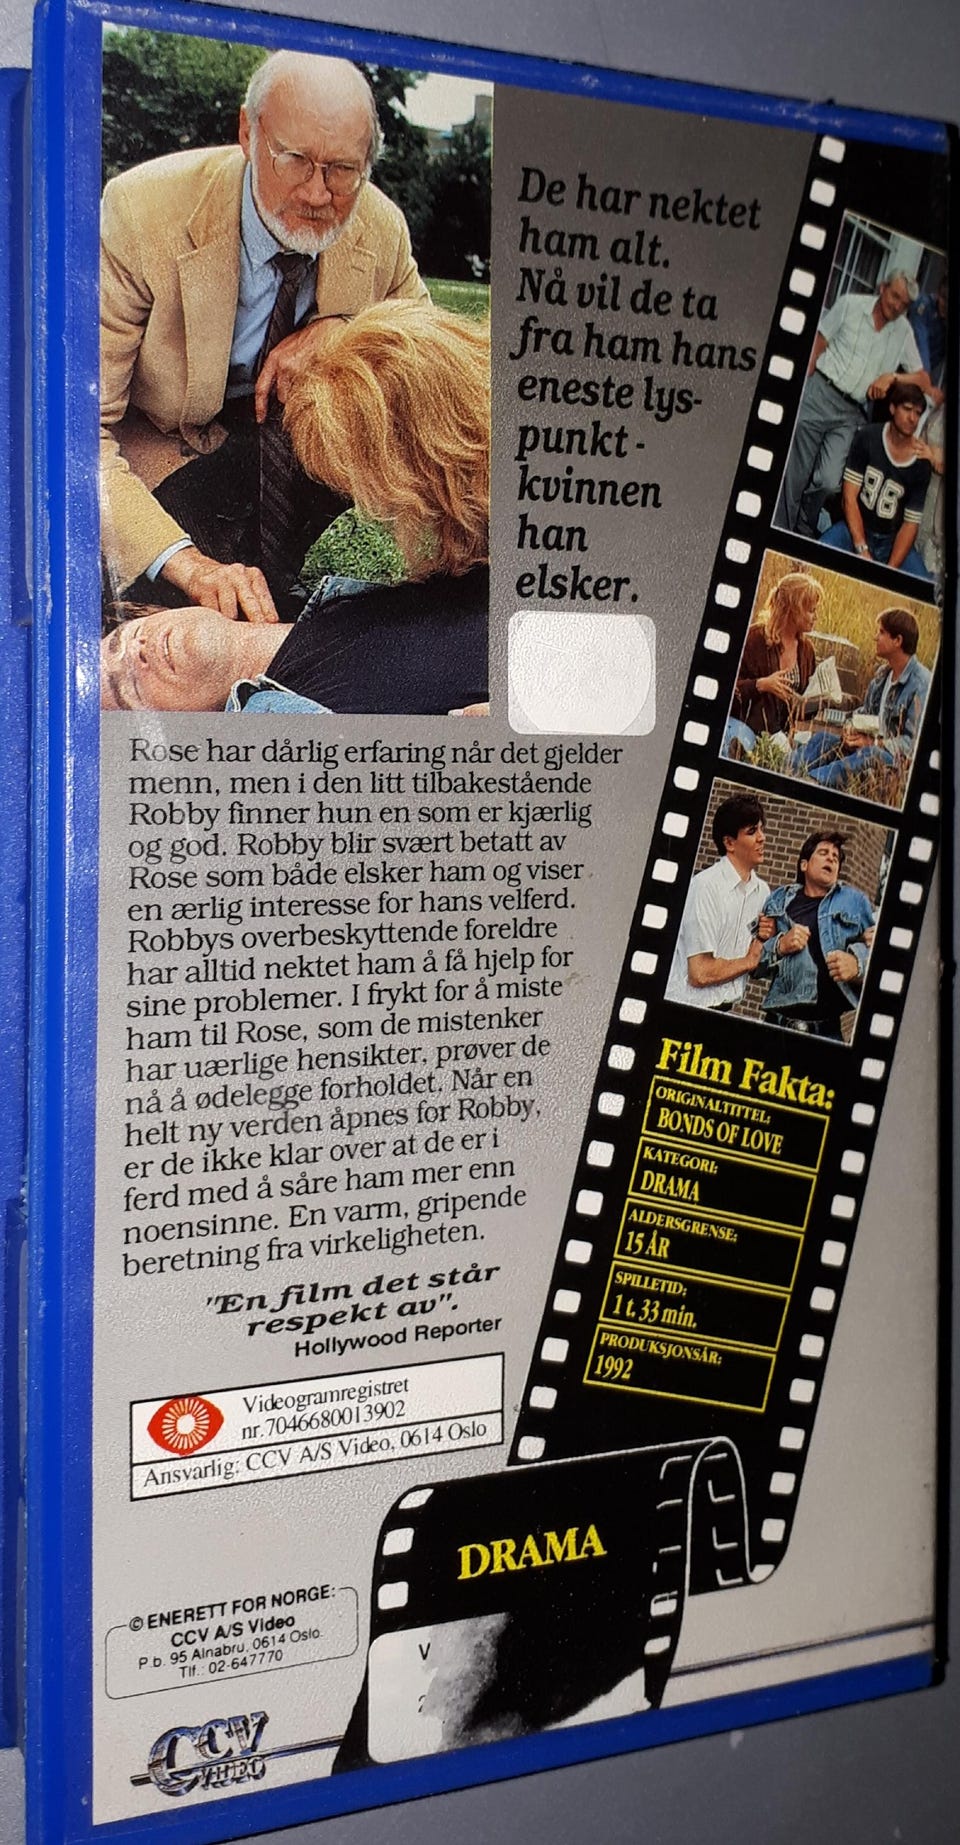 De har nektet
ham alt.
Nå vil de ta
fra ham hans
eneste lys-
punkt -
kvinnen
han
elsker.
98
Rose har dårlig erfaring når det gjelder
menn, men i den litt tilbakestående
Robby finner hun en som er kjærlig
og god. Robby blir svært betatt av
Rose som både elsker ham og viser
en ærlig interesse for hans velferd.
Robbys overbeskyttende foreldre
har alltid nektet ham å få hjelp for
sine problemer. I frykt for å miste
ham til Rose, som de mistenker
har uærlige hensikter, prøver de
nå å ødelegge forholdet. Når en
helt ny verden åpnes for Robby,
er de ikke klar over at de er i
ferd med å såre ham mer enn
noensinne. En varm, gripende
beretning fra virkeligheten.
"En film det står
respekt av".
Hollywood Reporter
Film Fakta:
ORIGINALTITTEL:
BONDS OF LOVE
KATEGORI:
DRAMA
ALDERSGRENSE:
15 ÅR
SPILLETID:
1 t. 33 min.
PRODUKSJONSÅR:
1992
Videogramregistret
nr.7046680013902
Ansvarlig: CCV A/S Video, 0614 Oslo
DRAMA
© ENERETT FOR NORGE:
CCV A/S Video
P.b. 95 Alnabru, 0614 Oslo.
Tlf.: 02-647770
V
CCV
VIDEO